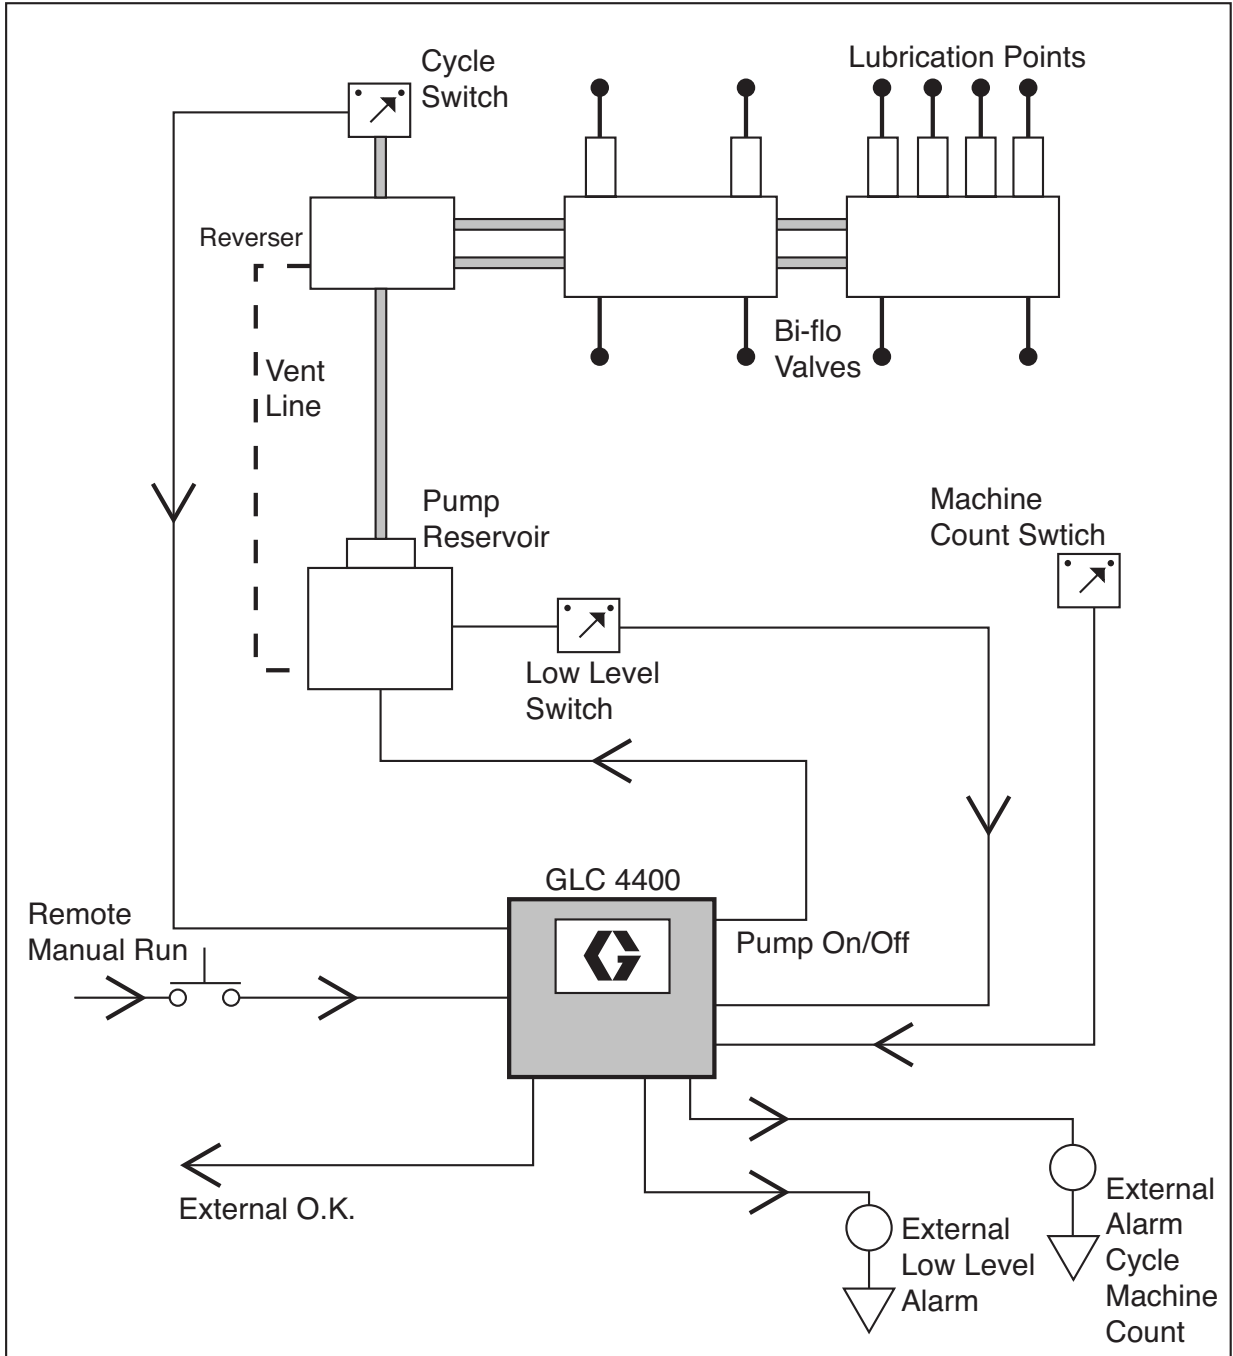 Cycle
Switch
Lubrication Points
Reverser
Bi-flo
Valves
Vent
Line
Pump
Reservoir
Machine
Count Swtich
Low Level
Switch
GLC 4400
Remote
Manual Run
Pump On/Off
External O.K.
External
Low Level
Alarm
External
Alarm
Cycle
Machine
Count